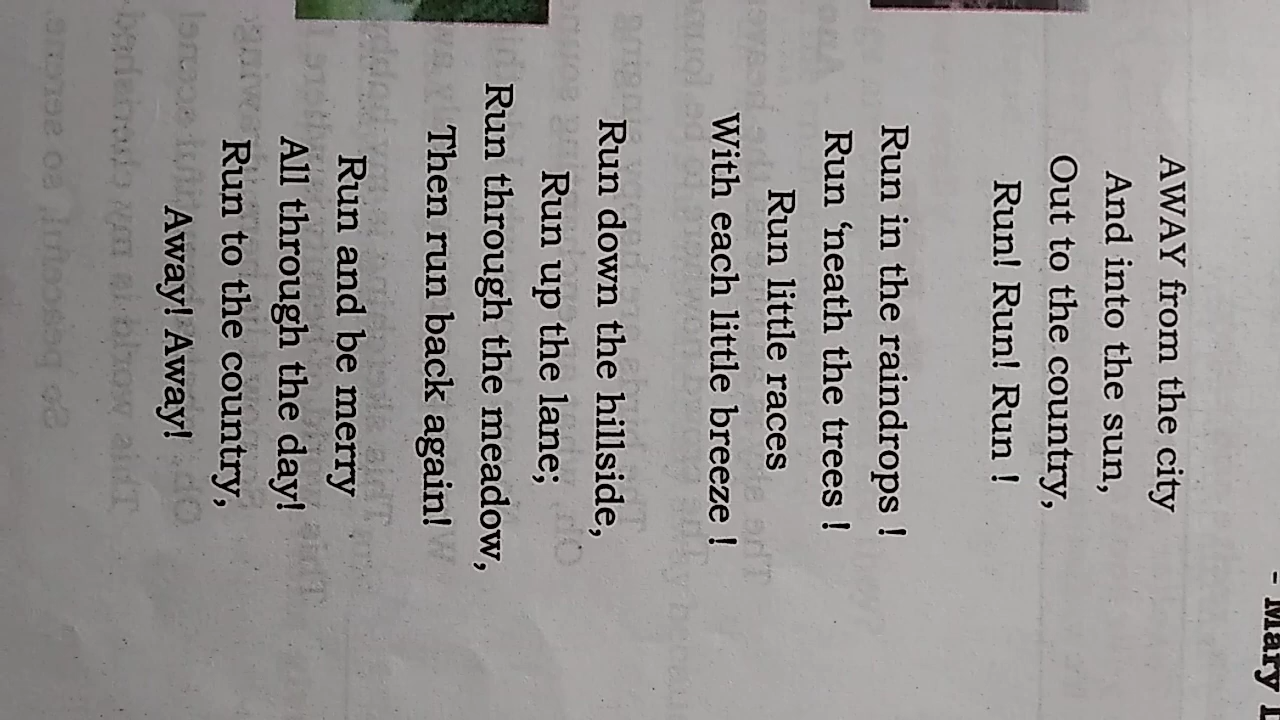 - Mary
AWAY from the city
And into the sun,
Out to the country,
Run! Run! Run !
Run in the raindrops !
Run ‘neath the trees !
Run little races
With each little breeze !
Run down the hillside,
Run up the lane;
Run through the meadow,
Then run back again!
Run and be merry
All through the day!
Run to the country,
Away! Away!